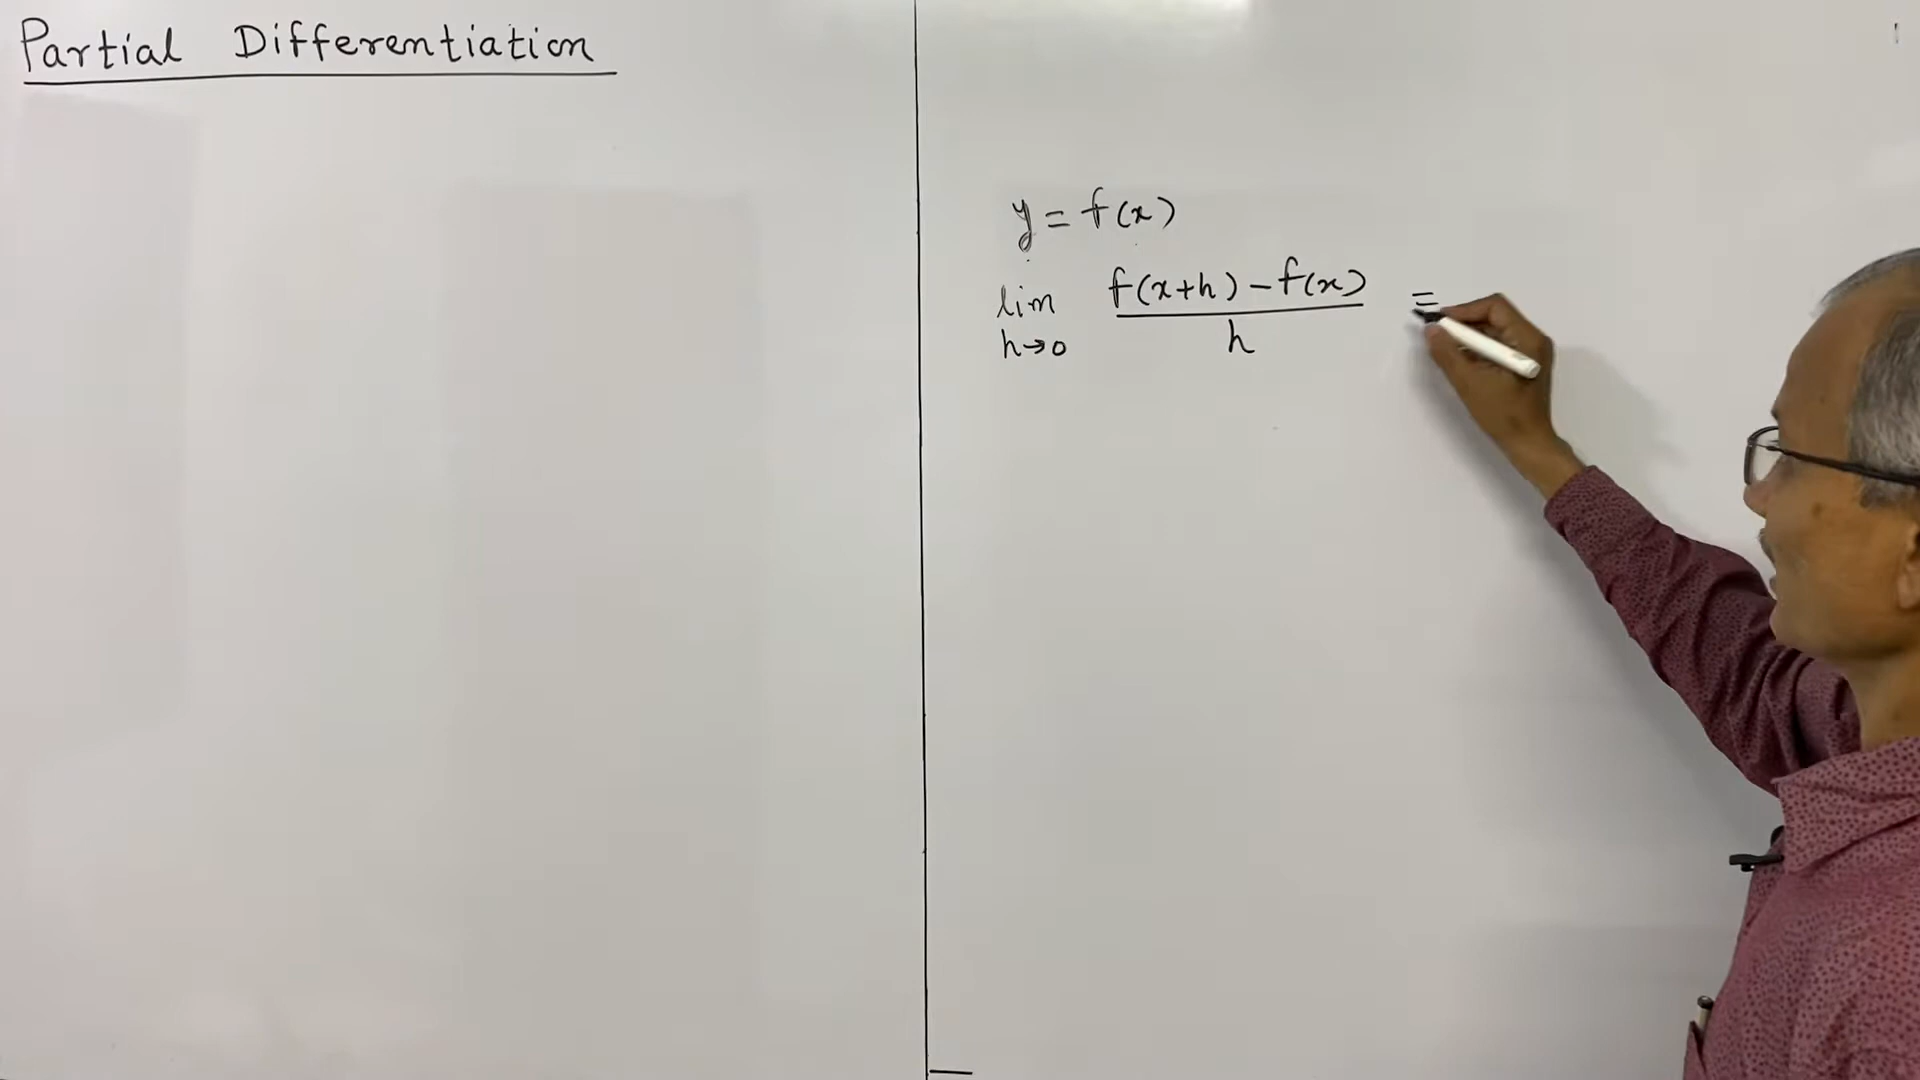 Partial Differentiation
y = f(x)
lim h→0 f(x+h) - f(x) / h =